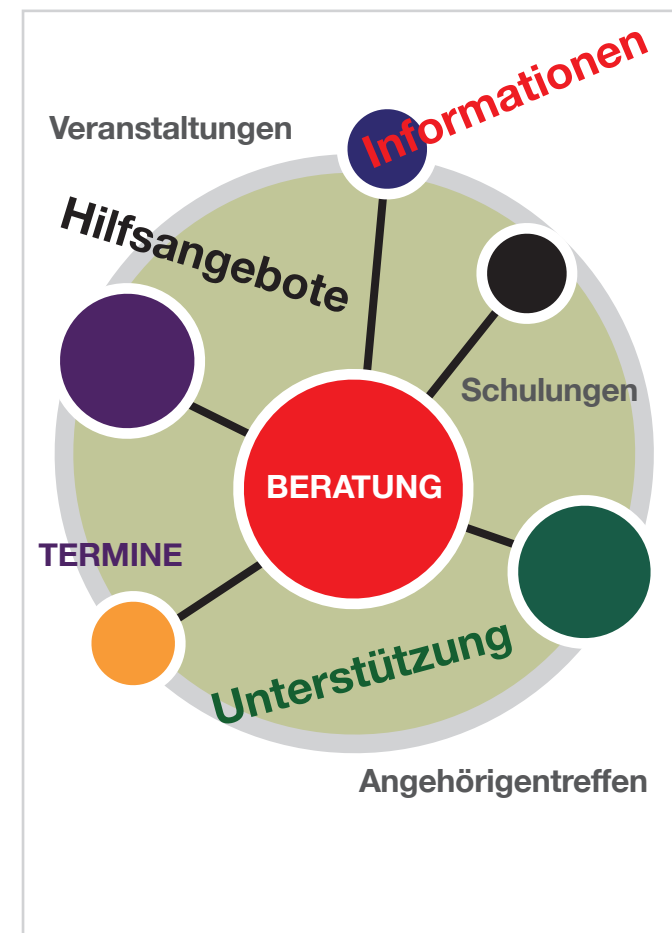 Informationen
Veranstaltungen
Hilfsangebote
Schulungen
BERATUNG
TERMINE
Unterstützung
Angehörigentreffen